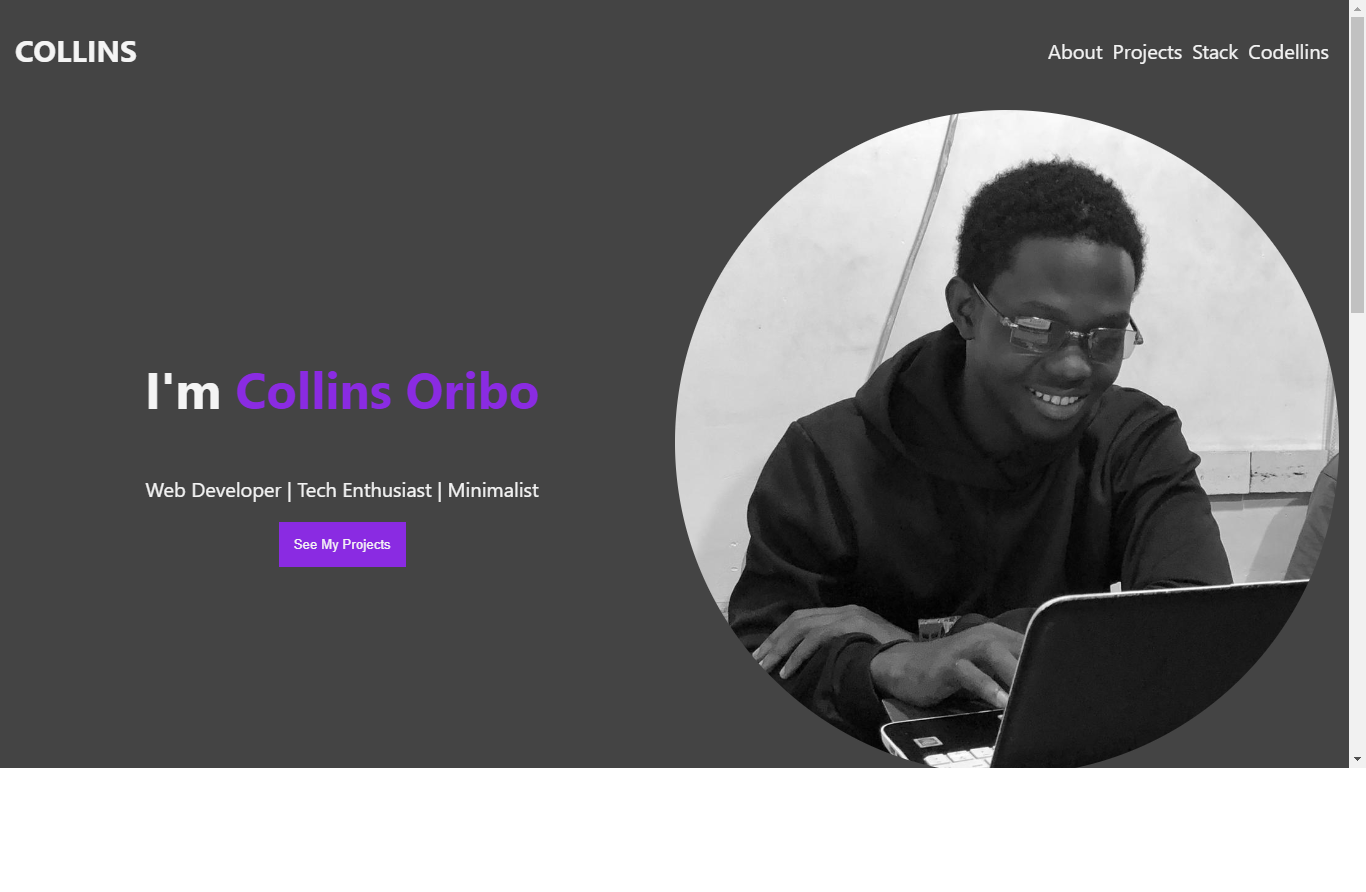 COLLINS
About Projects Stack Codellins
I'm Collins Oribo
Web Developer | Tech Enthusiast | Minimalist
See My Projects